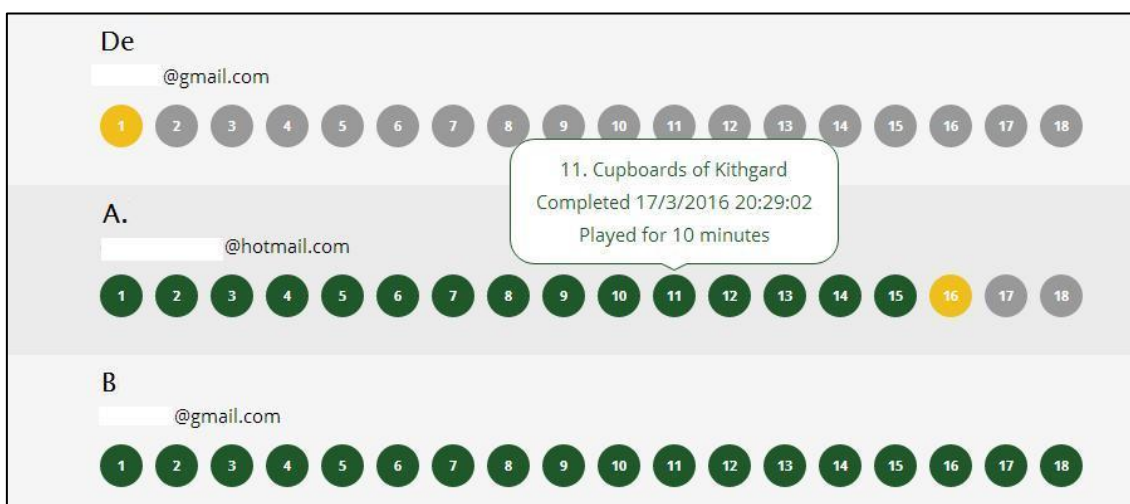 De
@gmail.com
1 2 3 4 5 6 7 8 9 10 11 12 13 14 15 16 17 18
11. Cupboards of Kithgard
Completed 17/3/2016 20:29:02
Played for 10 minutes
A.
@hotmail.com
1 2 3 4 5 6 7 8 9 10 11 12 13 14 15 16 17 18
B
@gmail.com
1 2 3 4 5 6 7 8 9 10 11 12 13 14 15 16 17 18